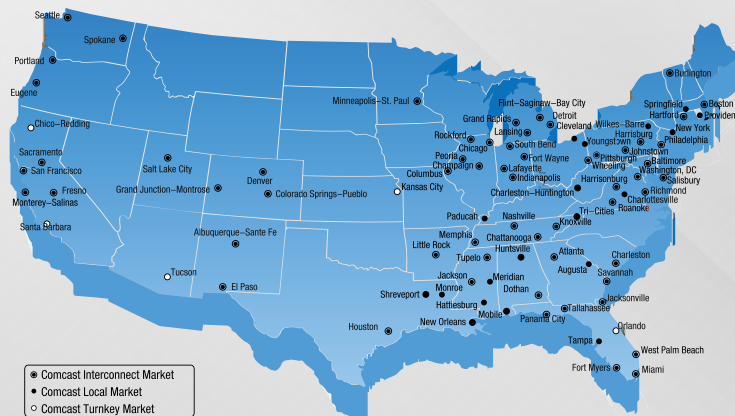 Seattle
Spokane
Portland
Eugene
Chico-Redding
Sacramento
San Francisco
Fresno
Monterey-Salinas
Santa Barbara
Salt Lake City
Grand Junction-Montrose
Denver
Colorado Springs-Pueblo
Albuquerque-Sante Fe
Tucson
El Paso
Minneapolis-St. Paul
Kansas City
Houston
Little Rock
Shreveport
Monroe
Jackson
Hattiesburg
Meridian
New Orleans
Mobile
Memphis
Tupelo
Paducah
Nashville
Chattanooga
Huntsville
Knoxville
Tri-Cities
Rockford
Chicago
Peoria
Champaign
Columbus
Grand Rapids
Lansing
Flint-Saginaw-Bay City
Detroit
Cleveland
South Bend
Fort Wayne
Lafayette
Indianapolis
Charleston-Huntington
Youngstown
Pittsburgh
Wheeling
Johnstown
Wilkes-Barre
Harrisburg
Burlington
Springfield
Hartford
Boston
Providen
New York
Philadelphia
Baltimore
Washington, DC
Salisbury
Harrisonburg
Richmond
Charlottesville
Roanoke
Atlanta
Augusta
Charleston
Savannah
Dothan
Jacksonville
Tallahassee
Panama City
Orlando
Tampa
West Palm Beach
Fort Myers
Miami
Comcast Interconnect Market
Comcast Local Market
Comcast Turnkey Market